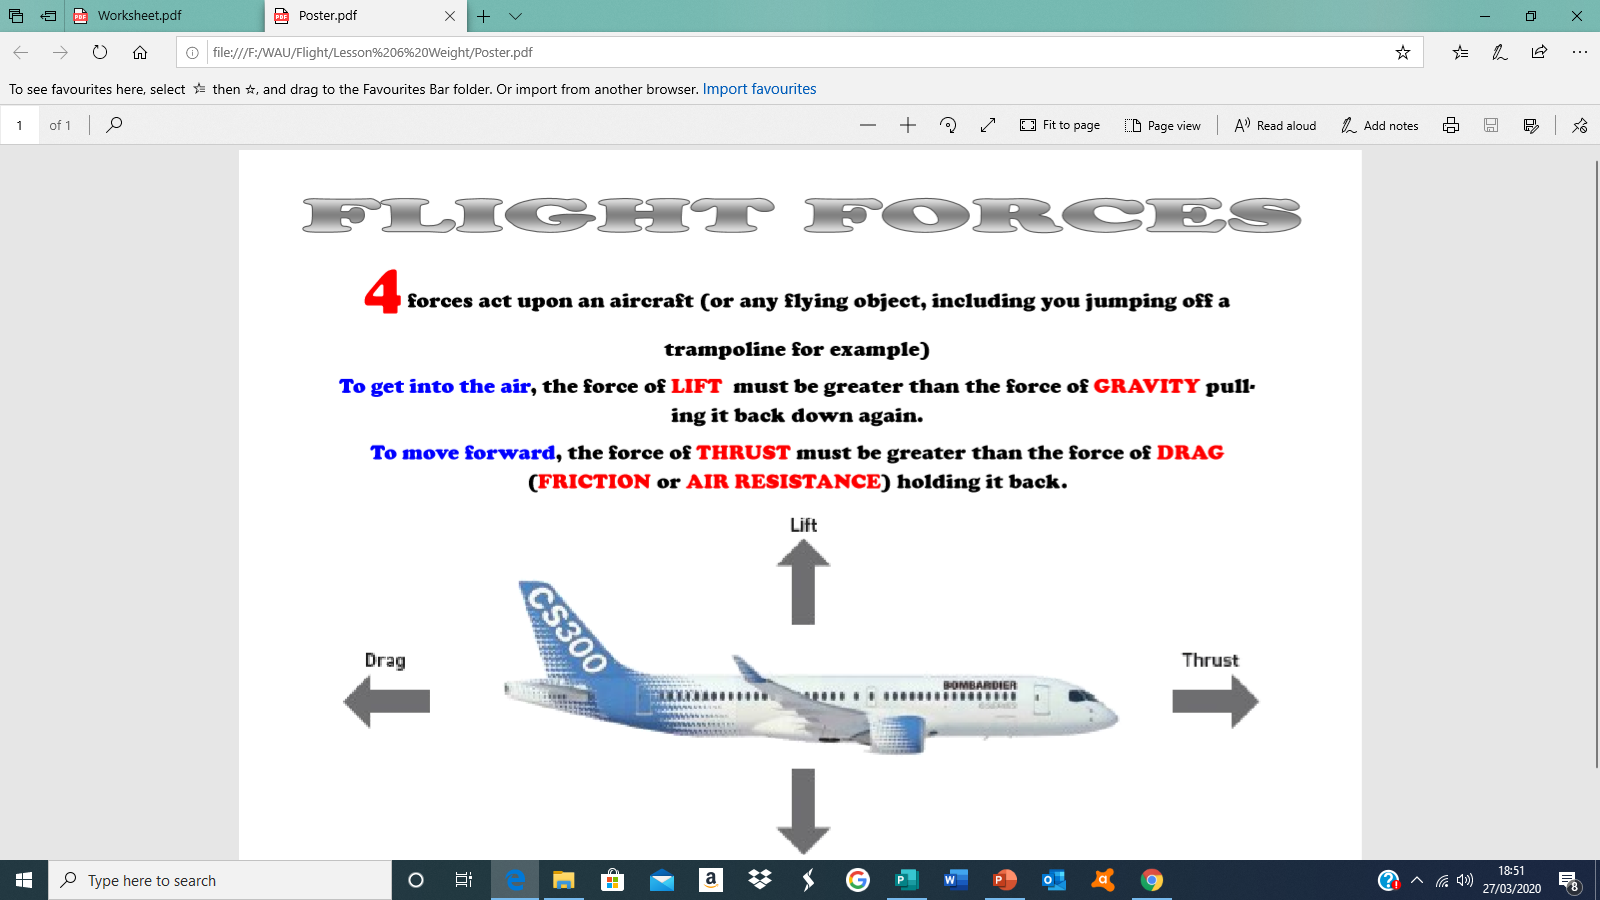 Worksheet.pdf
Poster.pdf
file:///F:/WAU/Flight/Lesson%206%20Weight/Poster.pdf
To see favourites here, select then , and drag to the Favourites Bar folder. Or import from another browser. Import favourites
1 of 1
Fit to page
Page view
Read aloud
Add notes
FLIGHT FORCES
4 forces act upon an aircraft (or any flying object, including you jumping off a
trampoline for example)
To get into the air, the force of LIFT must be greater than the force of GRAVITY pull-
ing it back down again.
To move forward, the force of THRUST must be greater than the force of DRAG
(FRICTION or AIR RESISTANCE) holding it back.
Lift
CS300
Drag
Thrust
BOMBARDIER
Type here to search
18:51
27/03/2020
8